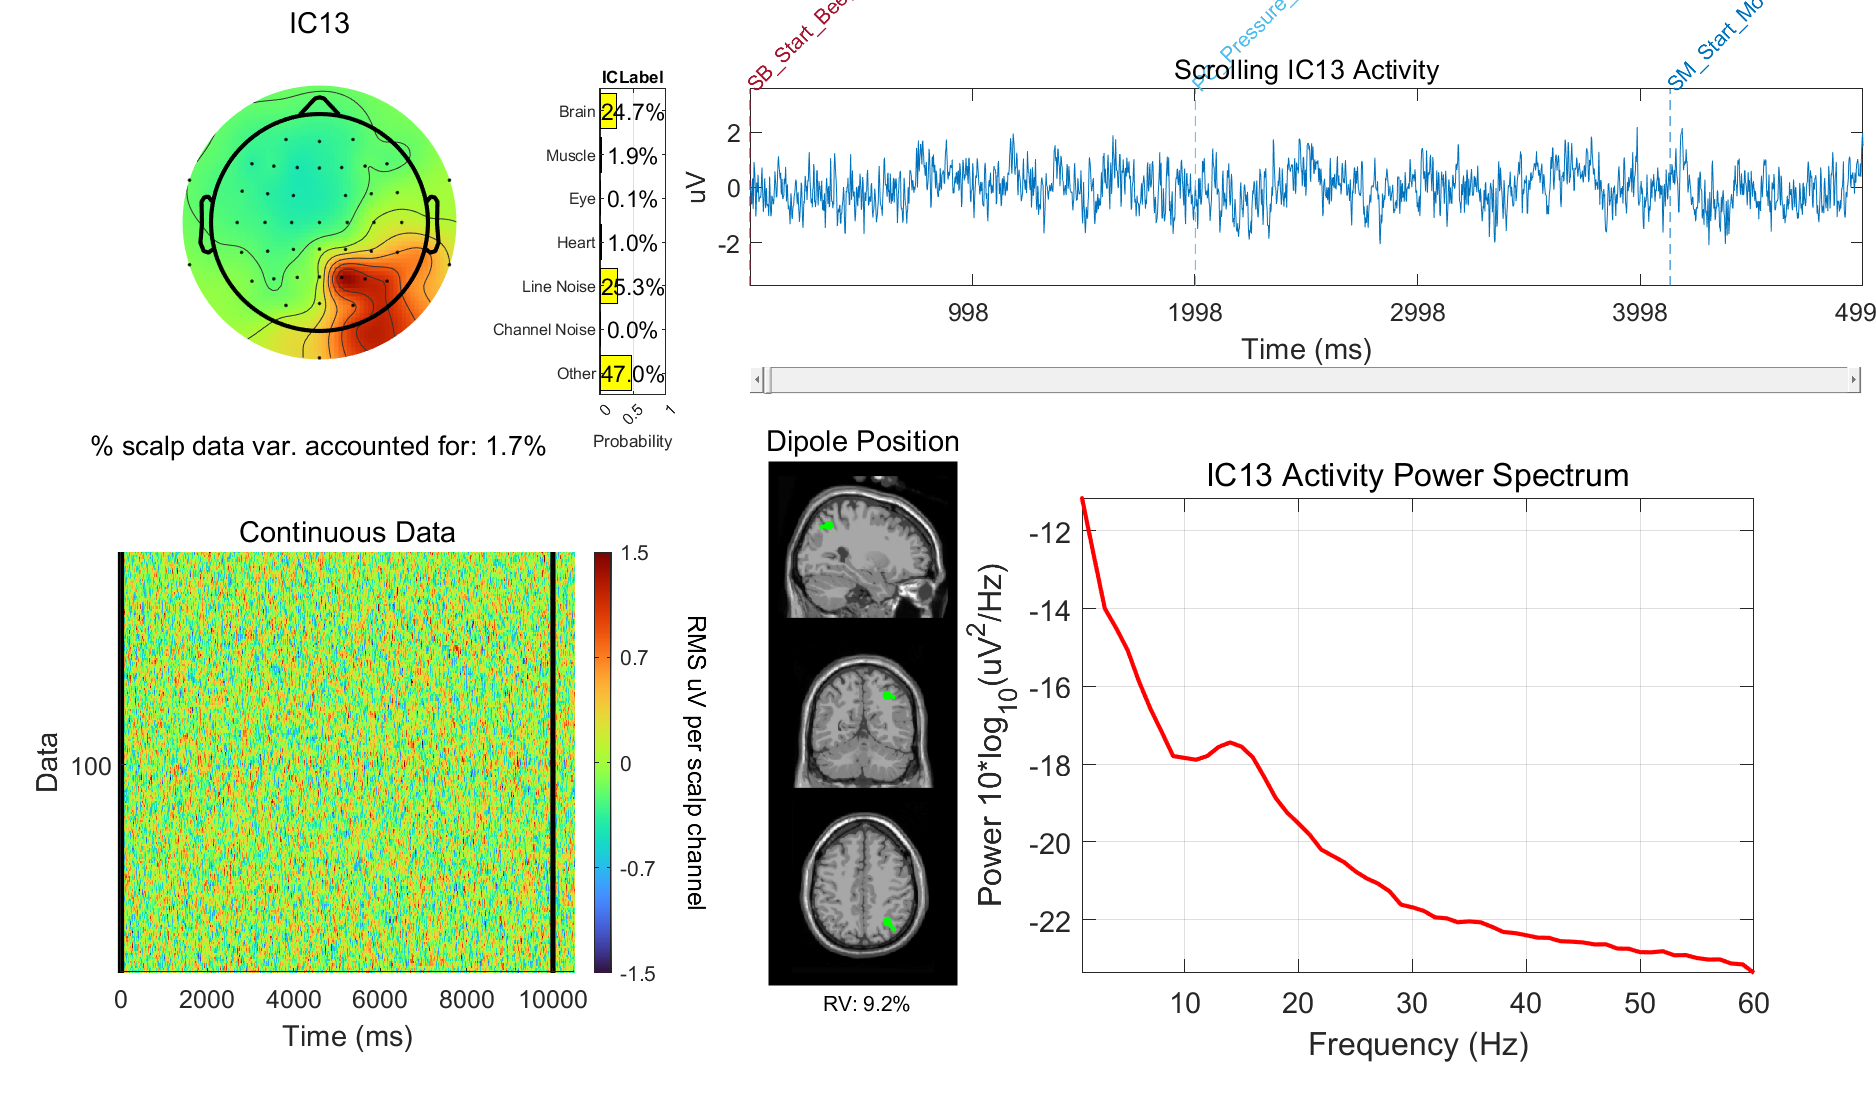 IC13
ICLabel
Brain 24.7%
Muscle 1.9%
Eye 0.1%
Heart 1.0%
Line Noise 25.3%
Channel Noise 0.0%
Other 47.0%
0 0.5 1
Probability
% scalp data var. accounted for: 1.7%
SB_Start_Bee
Pressure_
SM_Start_Mo
Scrolling IC13 Activity
uV
2
0
-2
998 1998 2998 3998 499
Time (ms)
Continuous Data
Data
100
0 2000 4000 6000 8000 10000
Time (ms)
1.5
0.7
0
-0.7
-1.5
RMS uV per scalp channel
Dipole Position
RV: 9.2%
IC13 Activity Power Spectrum
Power 10*log10(uV2/Hz)
-12
-14
-16
-18
-20
-22
10 20 30 40 50 60
Frequency (Hz)